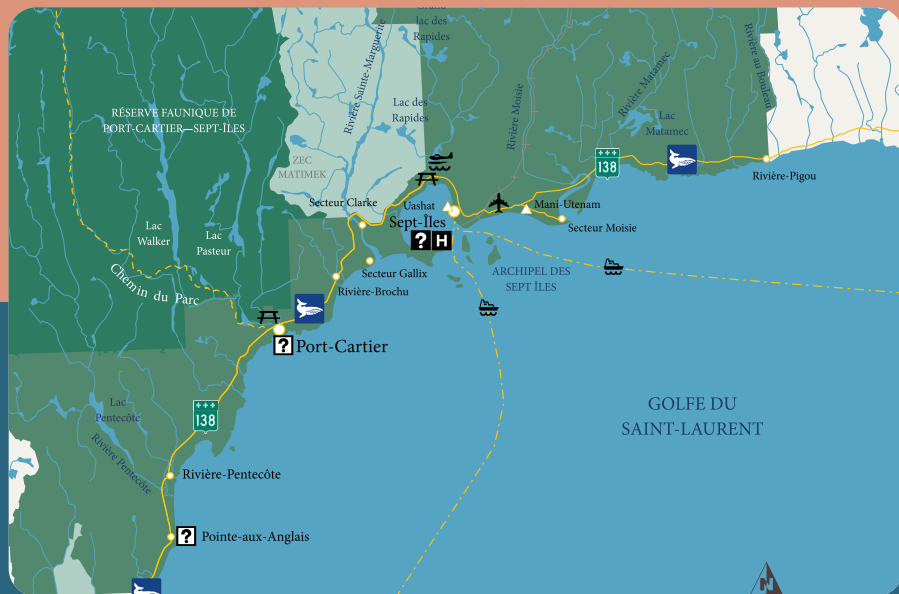 Grand
lac des
Rapides
Rivière Sainte-Marguerite
Lac des
Rapides
Rivière Moisie
Rivière Matamec
Lac
Matamec
Rivière au Bouleau
RÉSERVE FAUNIQUE DE
PORT-CARTIER—SEPT-ÎLES
ZEC
MATIMEK
138
Rivière-Pigou
Secteur Clarke
Uashat
Mani-Utenam
Sept-Îles
Secteur Moisie
? H
Lac
Walker
Lac
Pasteur
Secteur Gallix
ARCHIPEL DES
SEPT ÎLES
Chemin du Parc
Rivière-Brochu
? Port-Cartier
GOLFE DU
SAINT-LAURENT
Lac
Pentecôte
138
Rivière Pentecôte
Rivière-Pentecôte
? Pointe-aux-Anglais
N